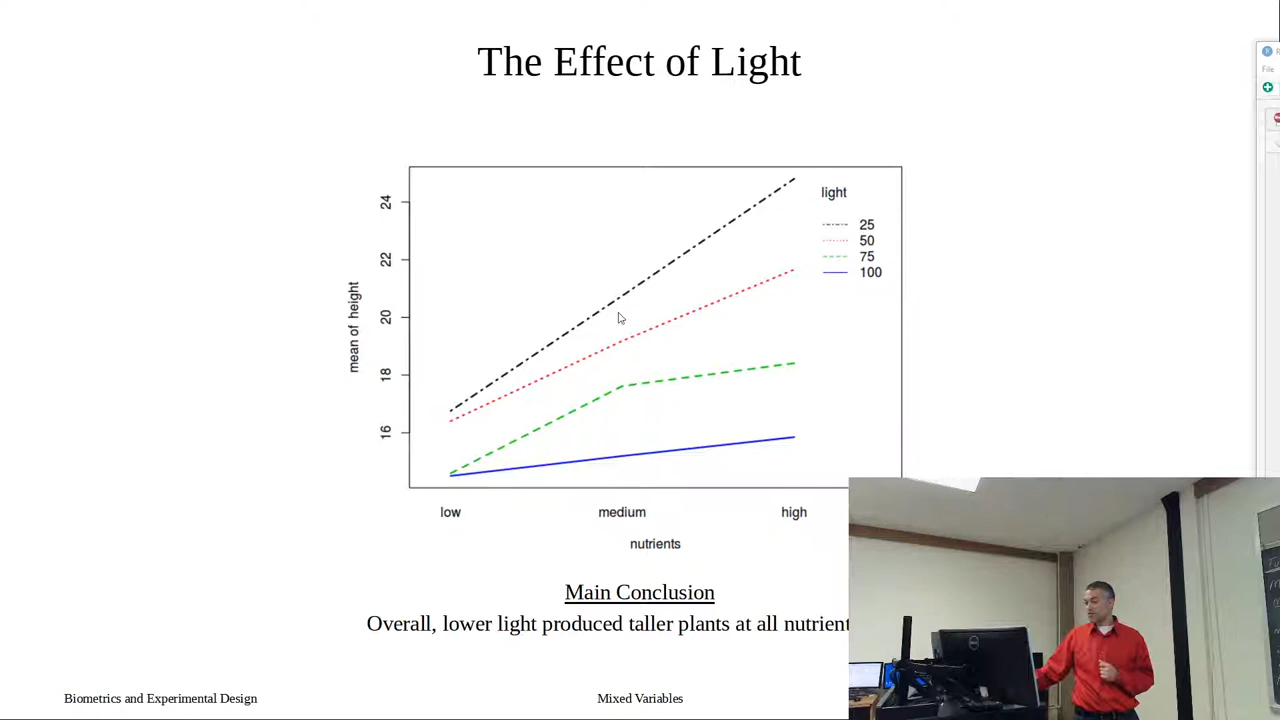 The Effect of Light
light
25
50
75
100
24
22
20
18
16
mean of height
low medium high
nutrients
Main Conclusion
Overall, lower light produced taller plants at all nutrient
Biometrics and Experimental Design
Mixed Variables
File
DELL